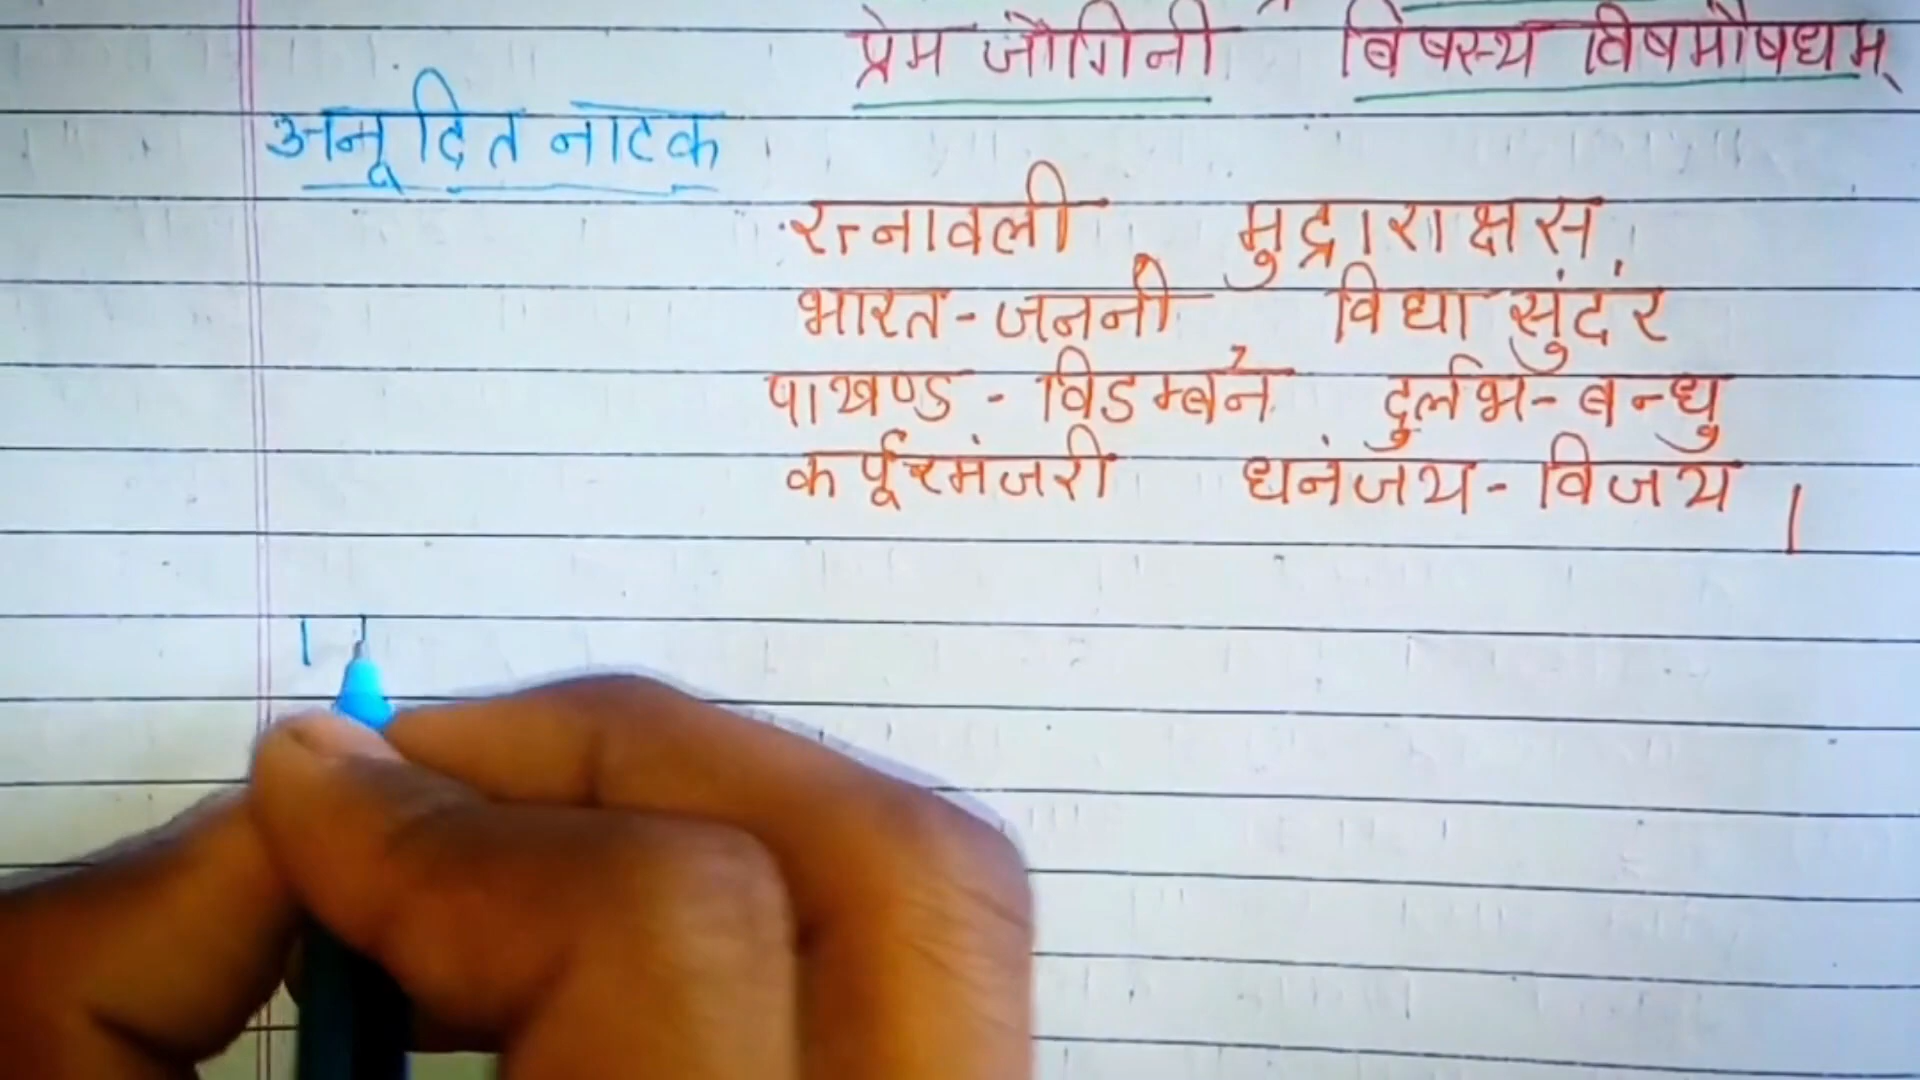 प्रेम जोगिनी बिषस्य विषमौषधम्
अनूदित नाटक
रत्नावली मुद्राराक्षस,
भारत-जननी विद्या सुंदर
पाखण्ड - विडम्बन दुर्लभ-बन्धु
कर्पूरमंजरी धनंजय-विजय ।